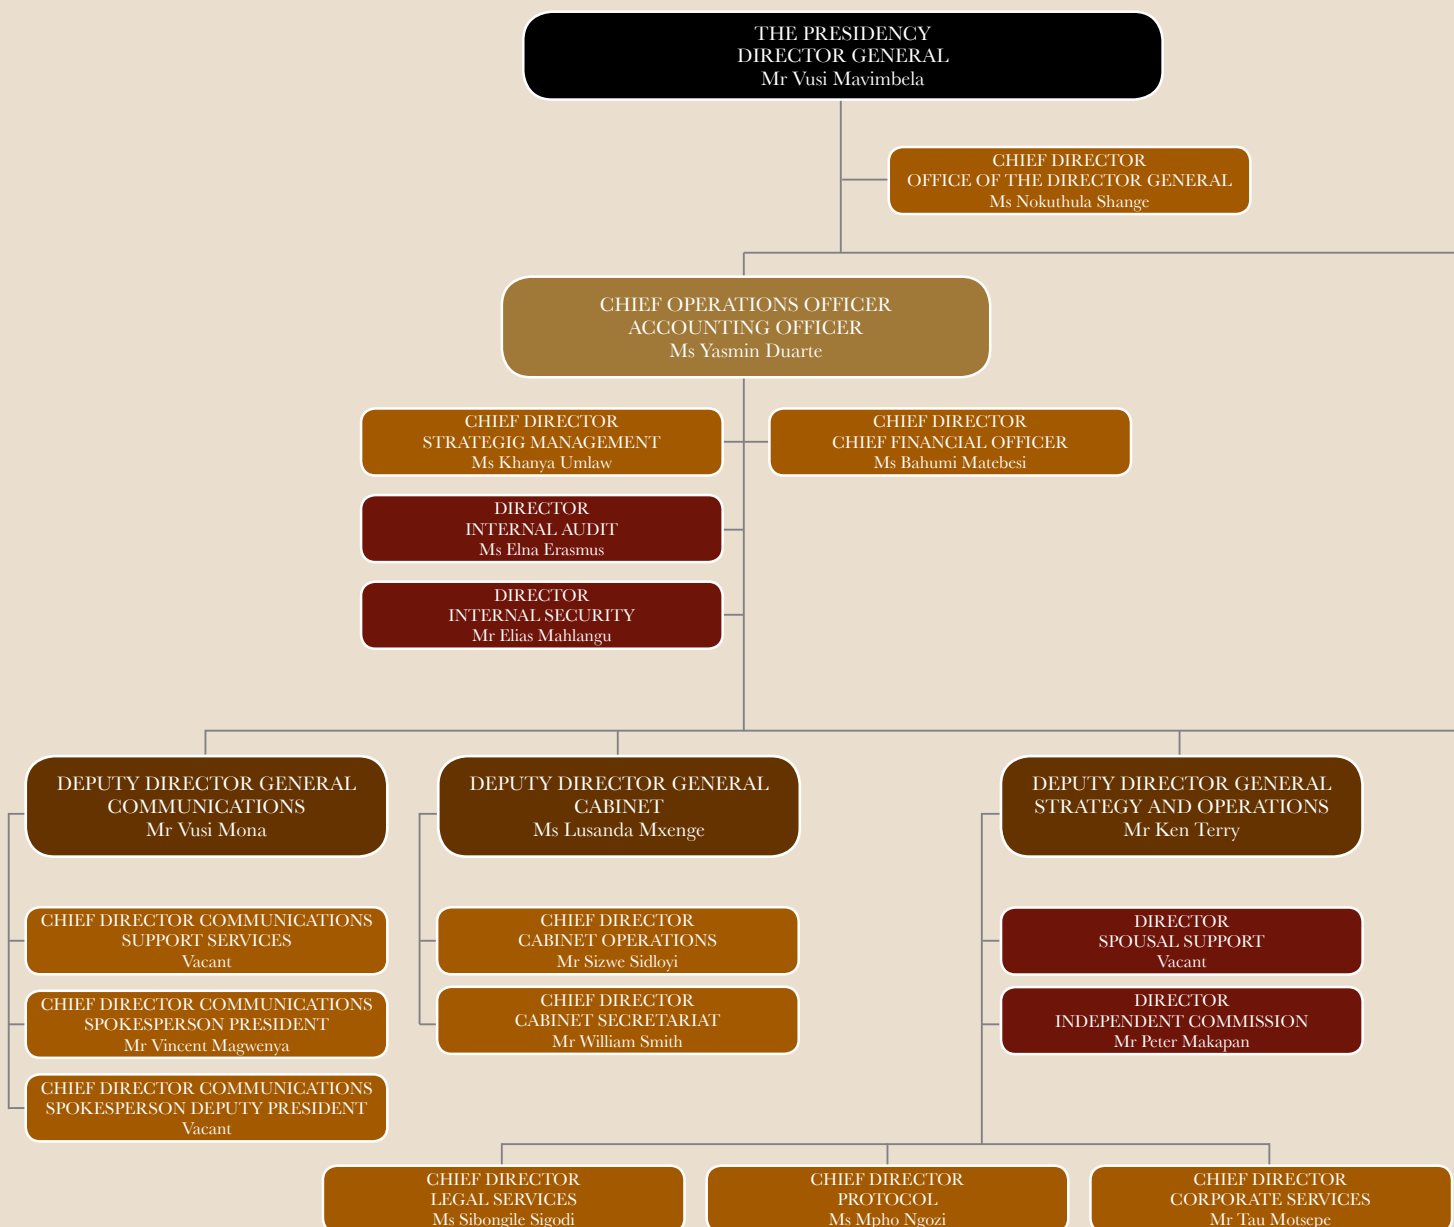 THE PRESIDENCY
DIRECTOR GENERAL
Mr Vusi Mavimbela
CHIEF DIRECTOR
OFFICE OF THE DIRECTOR GENERAL
Ms Nokuthula Shange
CHIEF OPERATIONS OFFICER
ACCOUNTING OFFICER
Ms Yasmin Duarte
CHIEF DIRECTOR
STRATEGIG MANAGEMENT
Ms Khanya Umlaw
CHIEF DIRECTOR
CHIEF FINANCIAL OFFICER
Ms Bahumi Matebesi
DIRECTOR
INTERNAL AUDIT
Ms Elna Erasmus
DIRECTOR
INTERNAL SECURITY
Mr Elias Mahlangu
DEPUTY DIRECTOR GENERAL
COMMUNICATIONS
Mr Vusi Mona
DEPUTY DIRECTOR GENERAL
CABINET
Ms Lusanda Mxenge
DEPUTY DIRECTOR GENERAL
STRATEGY AND OPERATIONS
Mr Ken Terry
CHIEF DIRECTOR COMMUNICATIONS
SUPPORT SERVICES
Vacant
CHIEF DIRECTOR
CABINET OPERATIONS
Mr Sizwe Sidloyi
DIRECTOR
SPOUSAL SUPPORT
Vacant
CHIEF DIRECTOR COMMUNICATIONS
SPOKESPERSON PRESIDENT
Mr Vincent Magwenya
CHIEF DIRECTOR
CABINET SECRETARIAT
Mr William Smith
DIRECTOR
INDEPENDENT COMMISSION
Mr Peter Makapan
CHIEF DIRECTOR COMMUNICATIONS
SPOKESPERSON DEPUTY PRESIDENT
Vacant
CHIEF DIRECTOR
LEGAL SERVICES
Ms Sibongile Sigodi
CHIEF DIRECTOR
PROTOCOL
Ms Mpho Ngozi
CHIEF DIRECTOR
CORPORATE SERVICES
Mr Tau Motsepe